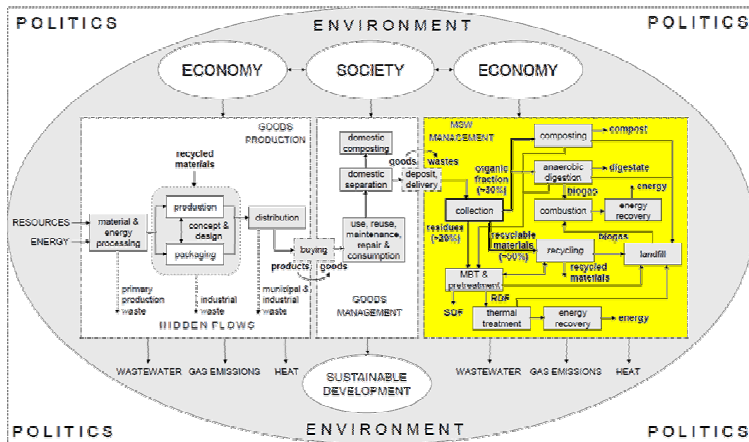 POLITICS
ENVIRONMENT
POLITICS
ECONOMY
SOCIETY
ECONOMY
GOODS
PRODUCTION
recycled
materials
RESOURCES
ENERGY
material &
energy
processing
production
concept &
design
packaging
distribution
buying
products
goods
primary
production
waste
industrial
waste
municipal &
industrial
waste
HIDDEN FLOWS
domestic
composting
domestic
separation
use, reuse,
maintenance,
repair &
consumption
goods
wastes
deposit,
delivery
GOODS
MANAGEMENT
MSW
MANAGEMENT
composting
compost
organic
fraction
(~30%)
anaerobic
digestion
digestate
biogas
energy
collection
combustion
energy
recovery
residues
(~20%)
recyclable
materials
(~50%)
biogas
recycling
landfill
recycled
materials
MBT &
pretreatment
SDF
RDF
thermal
treatment
energy
recovery
energy
WASTEWATER
GAS EMISSIONS
HEAT
SUSTAINABLE
DEVELOPMENT
WASTEWATER
GAS EMISSIONS
HEAT
POLITICS
ENVIRONMENT
POLITICS